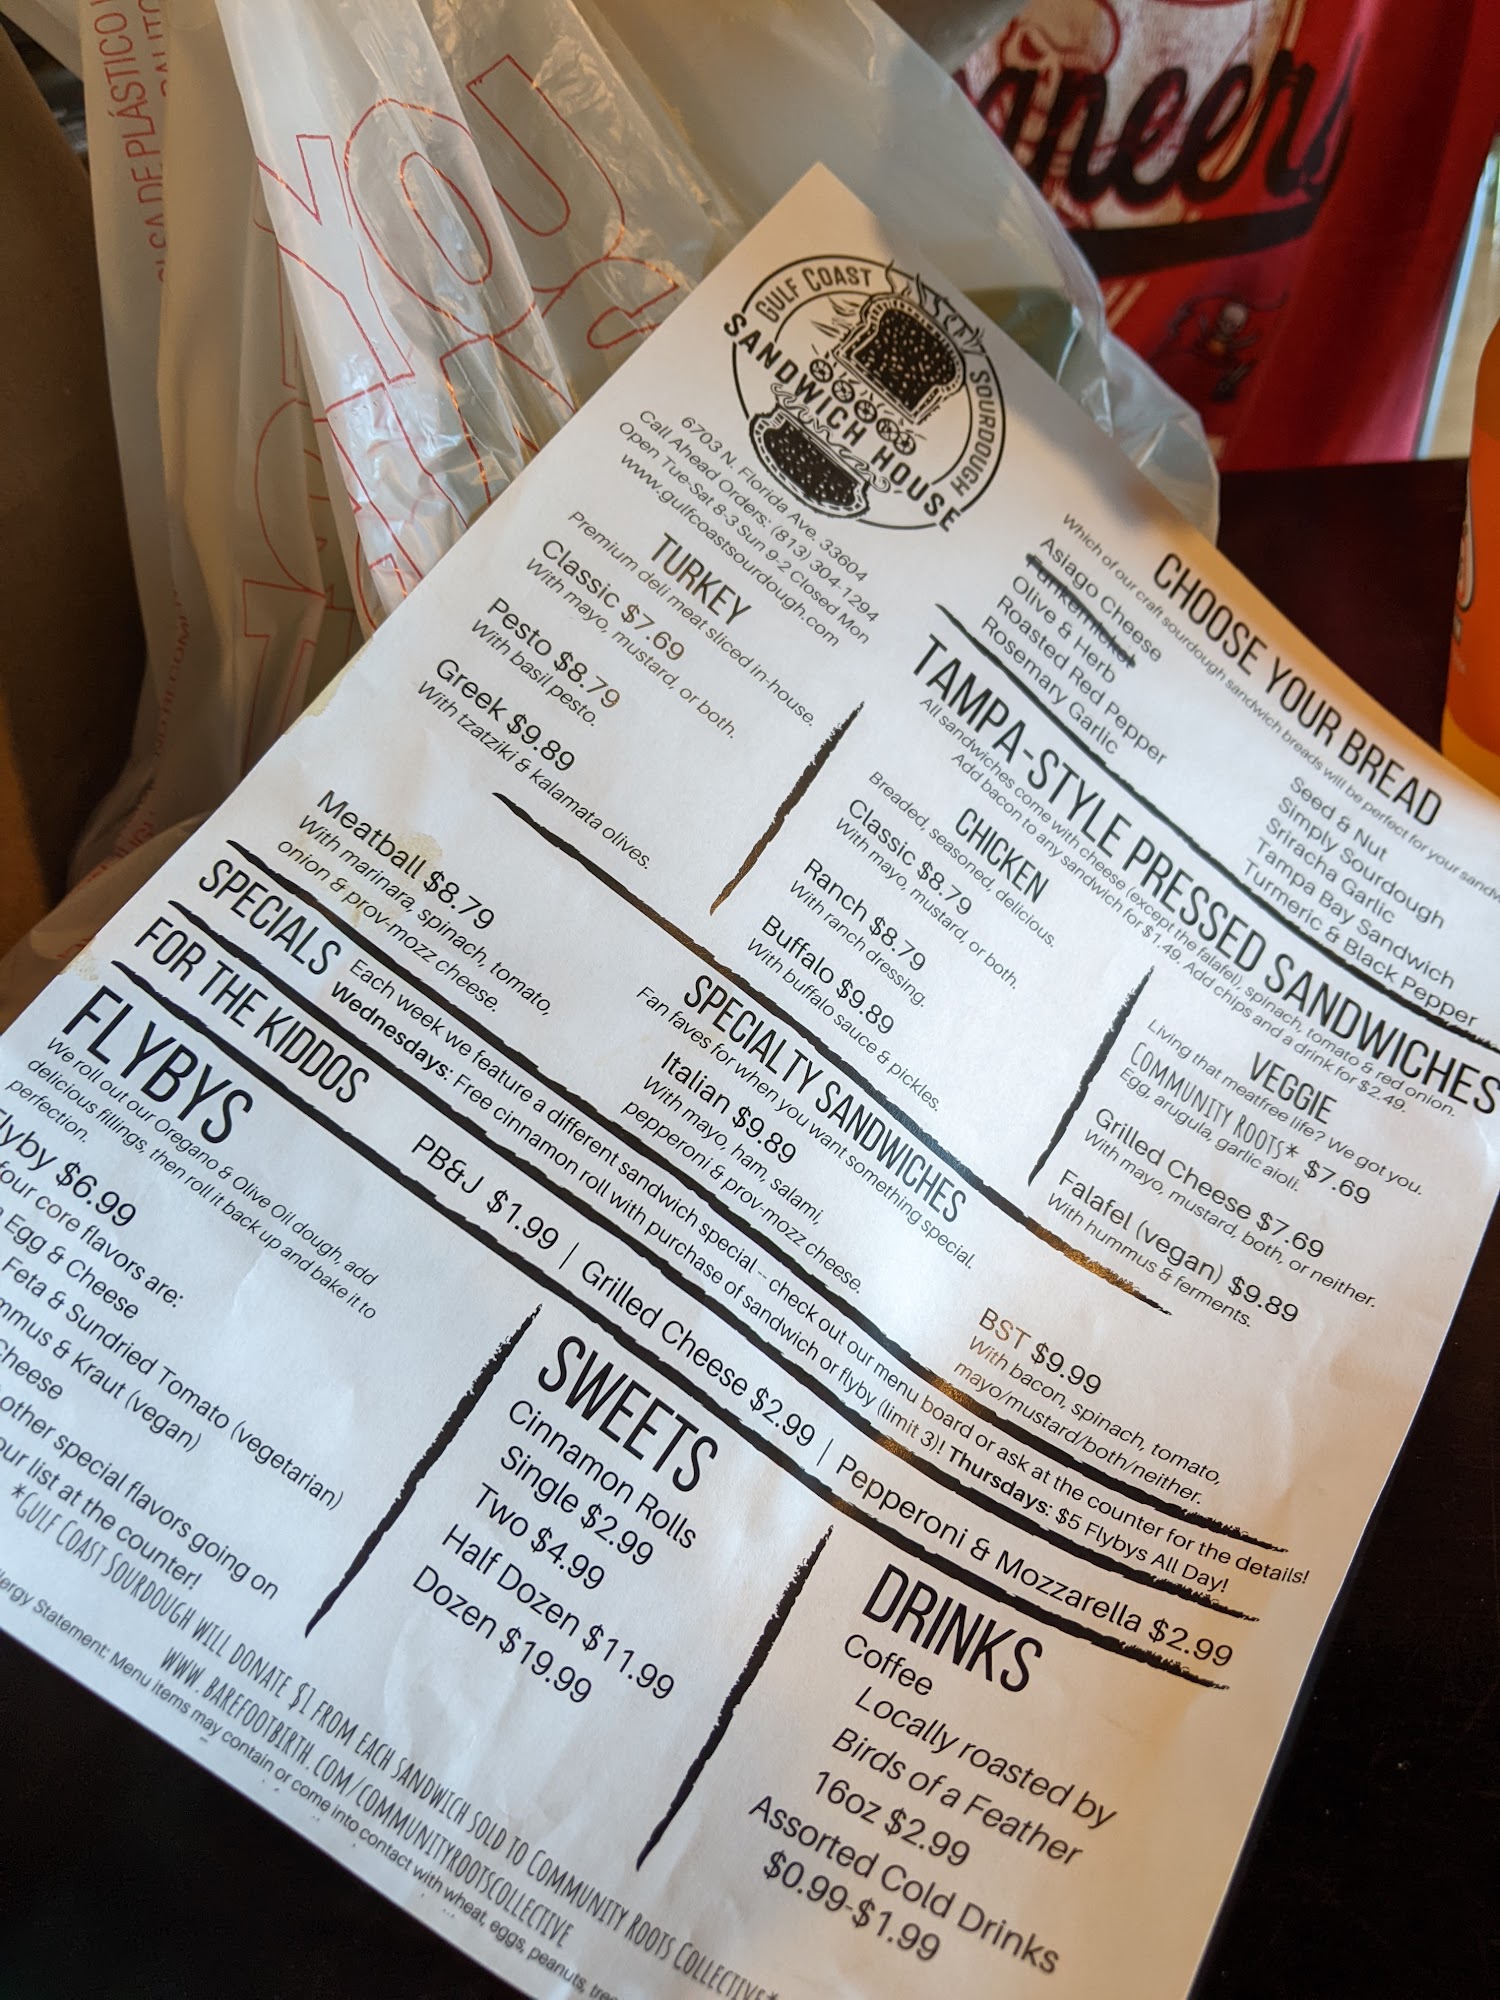 BOLSA DE PLÁSTICO
YOU
neers
GULF COAST SOURDOUGH
SANDWICH HOUSE
6703 N. Florida Ave. 33604
Call Ahead Orders: (813) 304-1294
Open Tue-Sat 8-3 Sun 9-2 Closed Mon
www.gulfcoastsourdough.com
CHOOSE YOUR BREAD
Which of our craft sourdough sandwich breads will be perfect for your
Asiago Cheese
Funkernickel
Olive & Herb
Roasted Red Pepper
Rosemary Garlic
Seed & Nut
Simply Sourdough
Sriracha Garlic
Tampa Bay Sandwich
Turmeric & Black Pepper
TAMPA-STYLE PRESSED SANDWICHES
All sandwiches come with cheese (except the falafel), spinach, tomato & red onion.
Add bacon to any sandwich for $1.49. Add chips and a drink for $2.49.
TURKEY
Premium deli meat sliced in-house.
Classic $7.69
With mayo, mustard, or both.
Pesto $8.79
With basil pesto.
Greek $9.89
With tzatziki & kalamata olives.
CHICKEN
Breaded, seasoned, delicious.
Classic $8.79
With mayo, mustard, or both.
Ranch $8.79
With ranch dressing.
Buffalo $9.89
With buffalo sauce & pickles.
VEGGIE
Living that meatfree life? We got you.
COMMUNITY ROOTS* $7.69
Egg, arugula, garlic aioli.
Grilled Cheese $7.69
With mayo, mustard, both, or neither.
Falafel (vegan) $9.89
With hummus & ferments.
SPECIALTY SANDWICHES
Fan faves for when you want something special.
Meatball $8.79
With marinara, spinach, tomato,
onion & prov-mozz cheese.
Italian $9.89
With mayo, ham, salami,
pepperoni & prov-mozz cheese.
BST $9.99
With bacon, spinach, tomato,
mayo/mustard/both/neither.
SPECIALS
Each week we feature a different sandwich special -- check out our menu board or ask at the counter for the details!
Wednesdays: Free cinnamon roll with purchase of sandwich or flyby (limit 3)! Thursdays: $5 Flybys All Day!
FOR THE KIDDOS
PB&J $1.99 | Grilled Cheese $2.99 | Pepperoni & Mozzarella $2.99
FLYBYS
We roll out our Oregano & Olive Oil dough, add
delicious fillings, then roll it back up and bake it to
perfection.
Flyby $6.99
four core flavors are:
Egg & Cheese
Feta & Sundried Tomato (vegetarian)
& Kraut (vegan)
Cheese
other special flavors going on
our list at the counter!
SWEETS
Cinnamon Rolls
Single $2.99
Two $4.99
Half Dozen $11.99
Dozen $19.99
DRINKS
Coffee
Locally roasted by
Birds of a Feather
16oz $2.99
Assorted Cold Drinks
$0.99-$1.99
*GULF COAST SOURDOUGH WILL DONATE $1 FROM EACH SANDWICH SOLD TO COMMUNITY ROOTS COLLECTIVE*
WWW.BAREFOOTBIRTH.COM/COMMUNITYROOTSCOLLECTIVE
Statement: Menu items may contain or come into contact with wheat, eggs, peanuts,